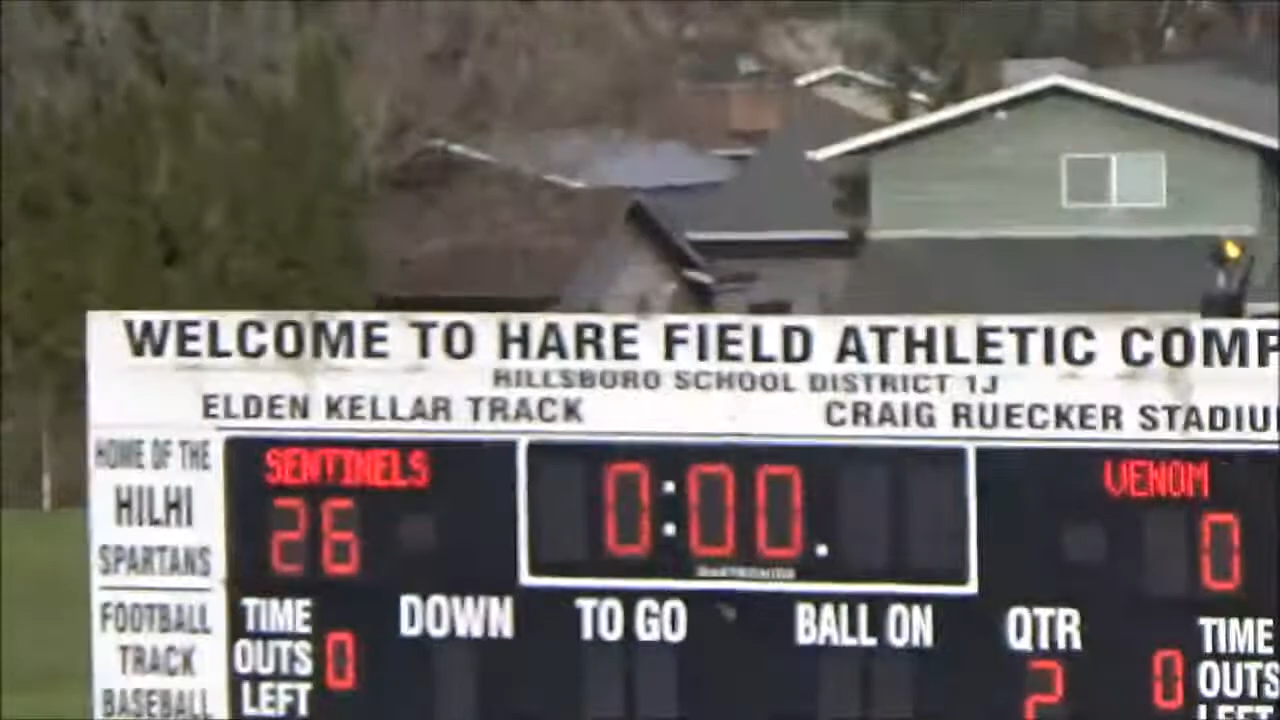 WELCOME TO HARE FIELD ATHLETIC COMP
HILLSBORO SCHOOL DISTRICT 1J
ELDEN KELLAR TRACK CRAIG RUECKER STADIU
HOME OF THE
HILHI
SPARTANS
SENTINELS 0:00. VENOM
26 0
FOOTBALL
TRACK
BASEBALL
TIME OUTS LEFT 0
DOWN TO GO BALL ON QTR
2
0 TIME OUTS LEFT